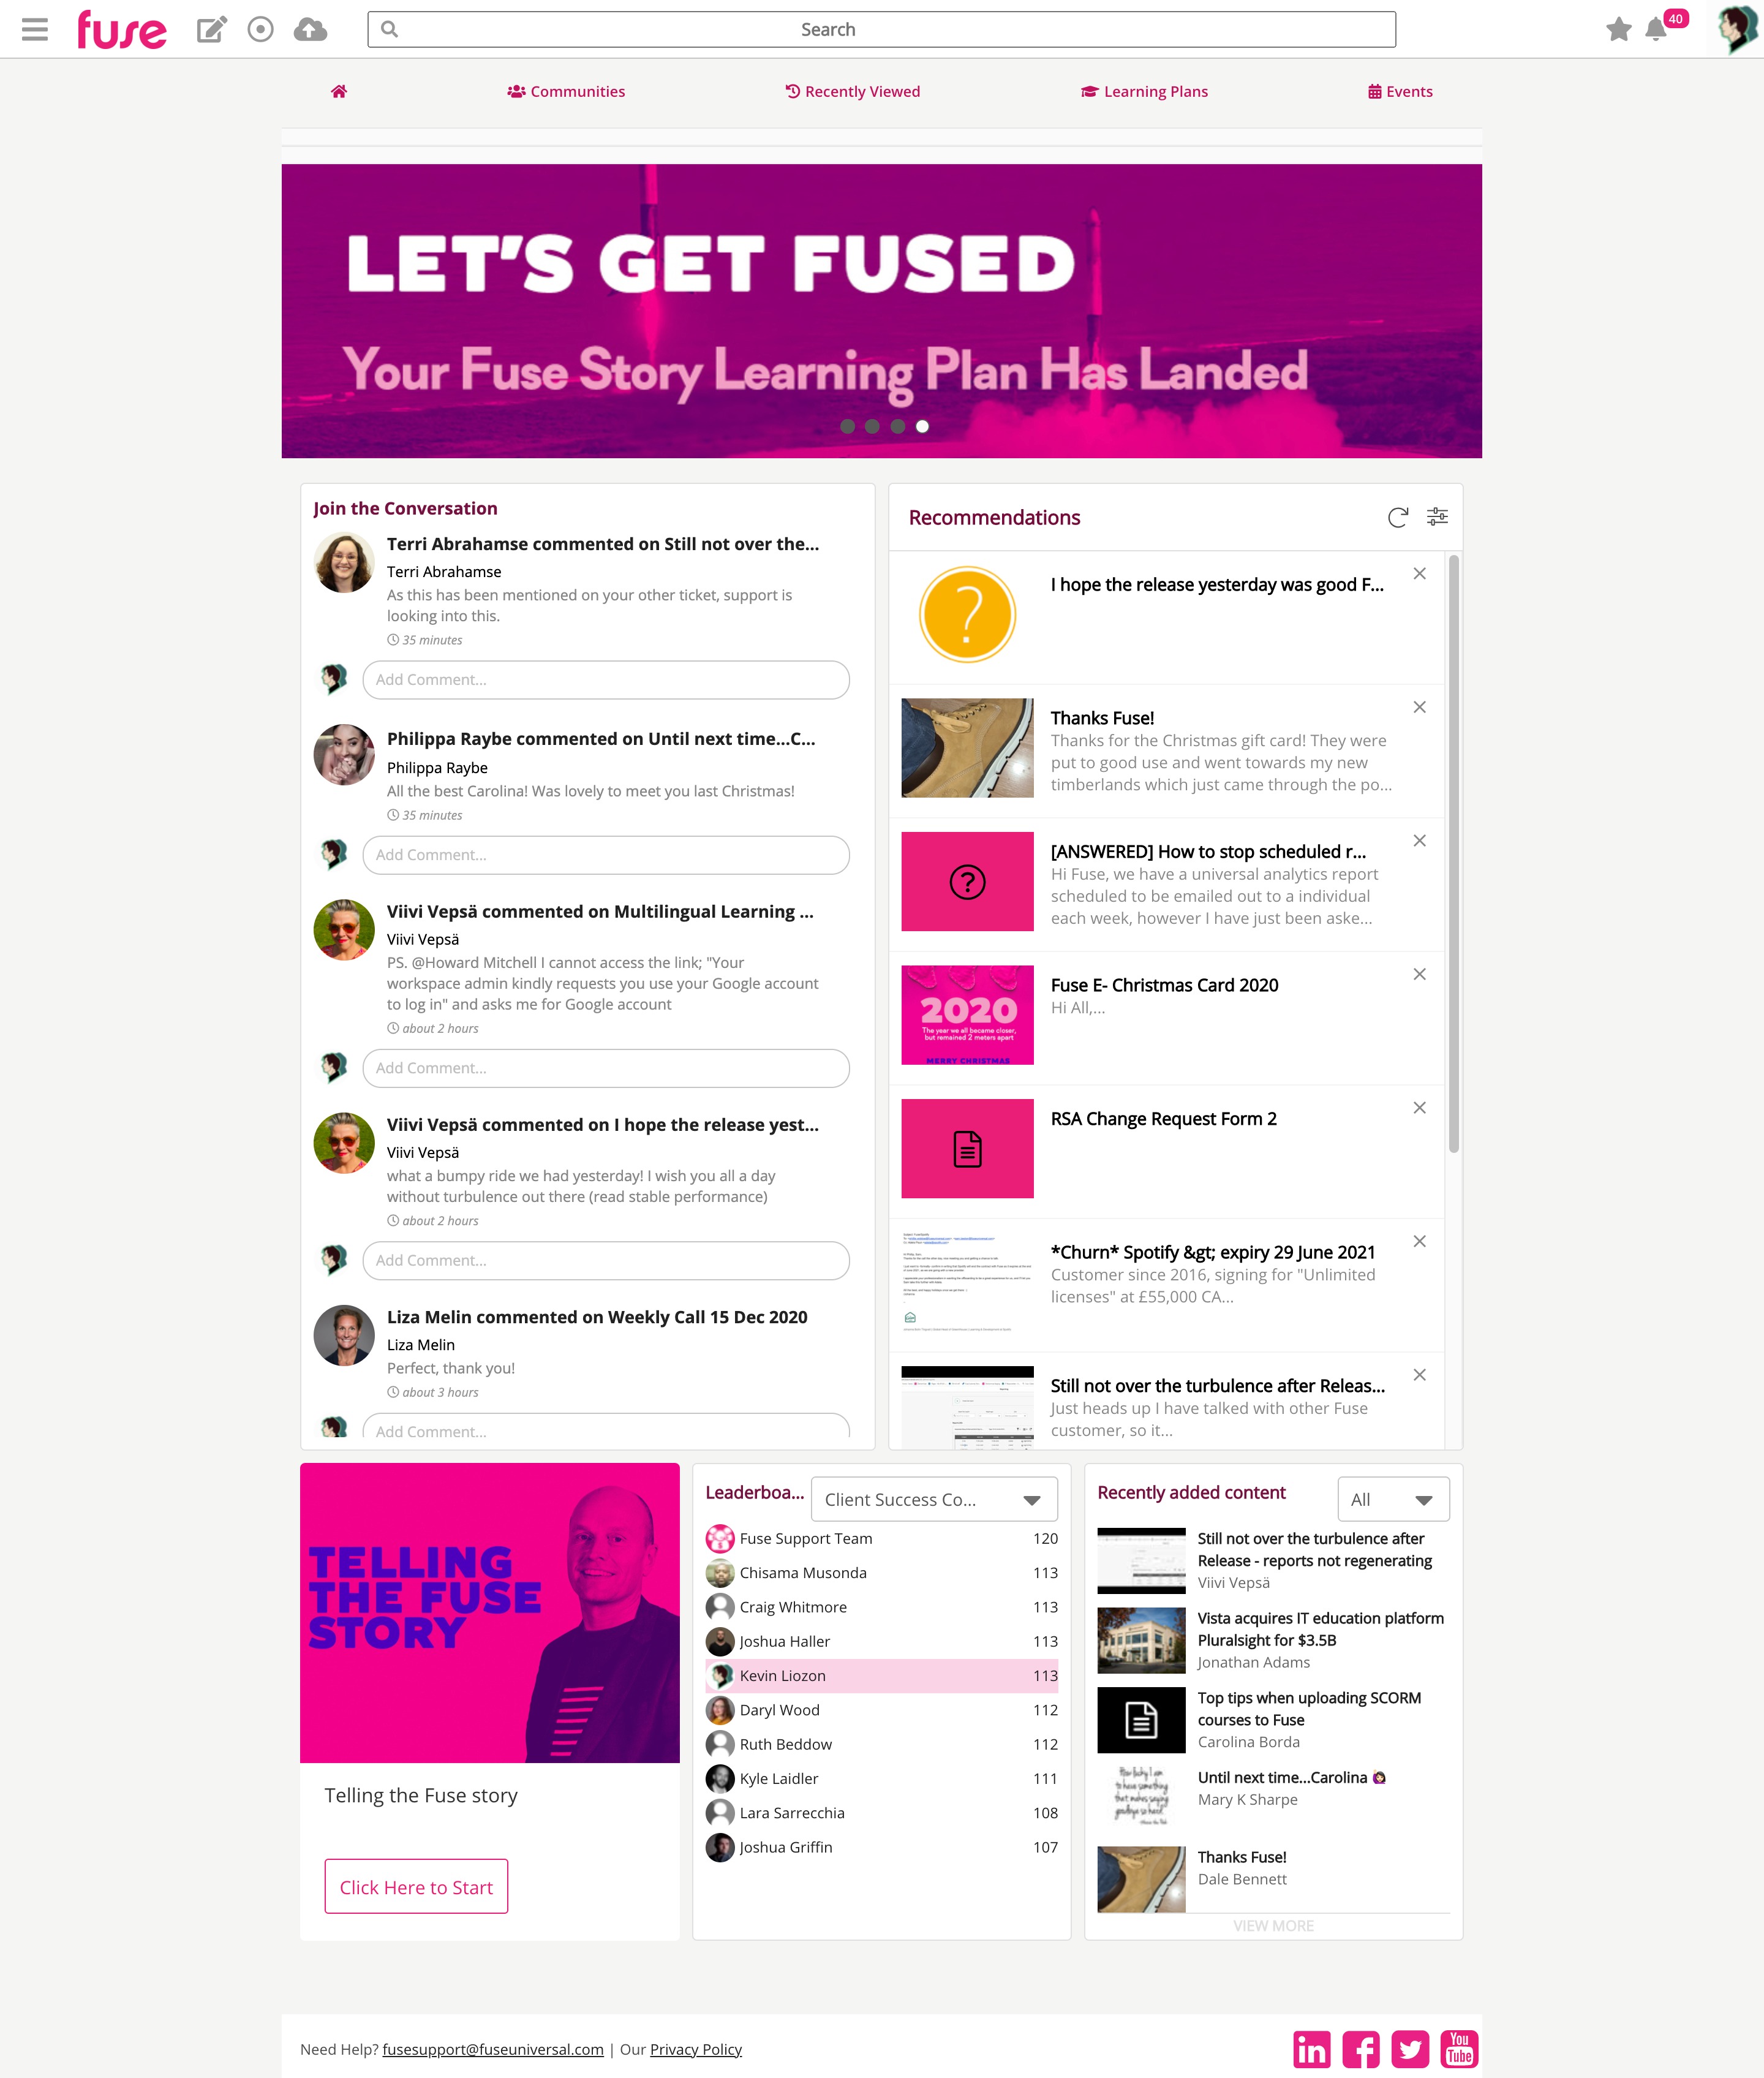 fuse
Search
40
Communities
Recently Viewed
Learning Plans
Events
LET'S GET FUSED
Your Fuse Story Learning Plan Has Landed
Join the Conversation
Terri Abrahamse commented on Still not over the...
Terri Abrahamse
As this has been mentioned on your other ticket, support is
looking into this.
35 minutes
Add Comment...
Philippa Raybe commented on Until next time...C...
Philippa Raybe
All the best Carolina! Was lovely to meet you last Christmas!
35 minutes
Add Comment...
Viivi Vepsä commented on Multilingual Learning ...
Viivi Vepsä
PS. @Howard Mitchell I cannot access the link; "Your
workspace admin kindly requests you use your Google account
to log in" and asks me for Google account
about 2 hours
Add Comment...
Viivi Vepsä commented on I hope the release yest...
Viivi Vepsä
what a bumpy ride we had yesterday! I wish you all a day
without turbulence out there (read stable performance)
about 2 hours
Add Comment...
Liza Melin commented on Weekly Call 15 Dec 2020
Liza Melin
Perfect, thank you!
about 3 hours
Add Comment...
Recommendations
?
I hope the release yesterday was good F...
Thanks Fuse!
Thanks for the Christmas gift card! They were
put to good use and went towards my new
timberlands which just came through the po...
?
[ANSWERED] How to stop scheduled r...
Hi Fuse, we have a universal analytics report
scheduled to be emailed out to a individual
each week, however I have just been aske...
2020
The year we all became closer,
but remained 2 meters apart
MERRY CHRISTMAS
Fuse E- Christmas Card 2020
Hi All,...
RSA Change Request Form 2
*Churn* Spotify &gt; expiry 29 June 2021
Customer since 2016, signing for "Unlimited
licenses" at £55,000 CA...
Still not over the turbulence after Releas...
Just heads up I have talked with other Fuse
customer, so it...
TELLING
THE FUSE
STORY
Telling the Fuse story
Click Here to Start
Leaderboa...
Client Success Co...
Fuse Support Team 120
Chisama Musonda 113
Craig Whitmore 113
Joshua Haller 113
Kevin Liozon 113
Daryl Wood 112
Ruth Beddow 112
Kyle Laidler 111
Lara Sarrecchia 108
Joshua Griffin 107
Recently added content
All
Still not over the turbulence after
Release - reports not regenerating
Viivi Vepsä
Vista acquires IT education platform
Pluralsight for $3.5B
Jonathan Adams
Top tips when uploading SCORM
courses to Fuse
Carolina Borda
How lucky I am
to have something
that makes saying
goodbye so hard.
Until next time...Carolina 🙋🏻‍♀️
Mary K Sharpe
Thanks Fuse!
Dale Bennett
VIEW MORE
Need Help? fusesupport@fuseuniversal.com | Our Privacy Policy
in
f
You
Tube